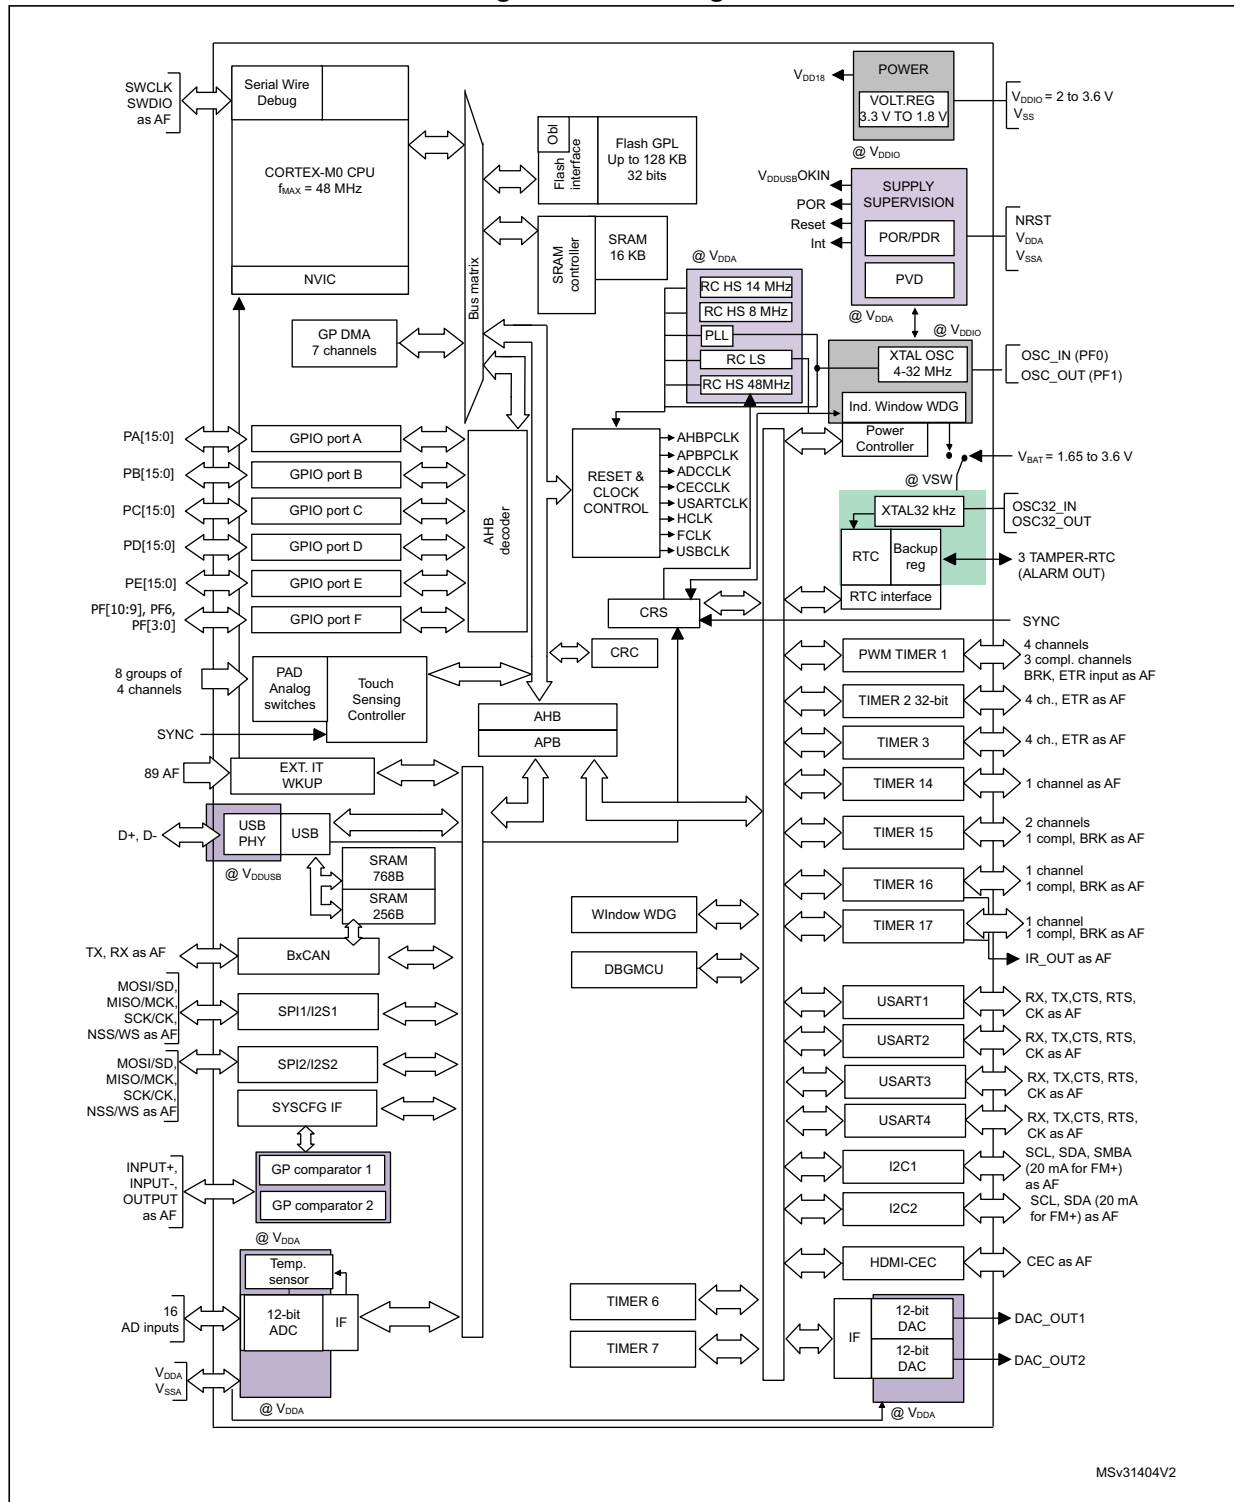 SWCLK
SWDIO
as AF
Serial Wire
Debug
CORTEX-M0 CPU
fMAX = 48 MHz
NVIC
Bus matrix
Obl
Flash
interface
Flash GPL
Up to 128 KB
32 bits
SRAM
controller
SRAM
16 KB
GP DMA
7 channels
VDD18
POWER
VOLT.REG
3.3 V TO 1.8 V
VDDIO = 2 to 3.6 V
VSS
@ VDDIO
VDDUSBOKIN
POR
Reset
Int
SUPPLY
SUPERVISION
POR/PDR
PVD
NRST
VDDA
VSSA
@ VDDA
@ VDDA
RC HS 14 MHz
RC HS 8 MHz
PLL
RC LS
RC HS 48MHz
@ VDDIO
XTAL OSC
4-32 MHz
OSC_IN (PF0)
OSC_OUT (PF1)
Ind. Window WDG
Power
Controller
VBAT = 1.65 to 3.6 V
@ VSW
XTAL32 kHz
OSC32_IN
OSC32_OUT
RTC
Backup
reg
RTC interface
3 TAMPER-RTC
(ALARM OUT)
PA[15:0]
GPIO port A
PB[15:0]
GPIO port B
PC[15:0]
GPIO port C
PD[15:0]
GPIO port D
PE[15:0]
GPIO port E
PF[10:9], PF6,
PF[3:0]
GPIO port F
AHB
decoder
RESET &
CLOCK
CONTROL
AHBPCLK
APBPCLK
ADCCLK
CECCLK
USARTCLK
HCLK
FCLK
USBCLK
CRS
SYNC
CRC
8 groups of
4 channels
PAD
Analog
switches
Touch
Sensing
Controller
SYNC
AHB
APB
89 AF
EXT. IT
WKUP
D+, D-
USB
PHY
USB
@ VDDUSB
SRAM
768B
SRAM
256B
TX, RX as AF
BxCAN
MOSI/SD,
MISO/MCK,
SCK/CK,
NSS/WS as AF
SPI1/I2S1
MOSI/SD,
MISO/MCK,
SCK/CK,
NSS/WS as AF
SPI2/I2S2
SYSCFG IF
INPUT+,
INPUT-,
OUTPUT
as AF
GP comparator 1
GP comparator 2
@ VDDA
Temp.
sensor
16
AD inputs
12-bit
ADC
IF
VDDA
VSSA
@ VDDA
WIndow WDG
DBGMCU
TIMER 6
TIMER 7
PWM TIMER 1
4 channels
3 compl. channels
BRK, ETR input as AF
TIMER 2 32-bit
4 ch., ETR as AF
TIMER 3
4 ch., ETR as AF
TIMER 14
1 channel as AF
TIMER 15
2 channels
1 compl, BRK as AF
TIMER 16
1 channel
1 compl, BRK as AF
TIMER 17
1 channel
1 compl, BRK as AF
IR_OUT as AF
USART1
RX, TX,CTS, RTS,
CK as AF
USART2
RX, TX,CTS, RTS,
CK as AF
USART3
RX, TX,CTS, RTS,
CK as AF
USART4
RX, TX,CTS, RTS,
CK as AF
I2C1
SCL, SDA, SMBA
(20 mA for FM+)
as AF
I2C2
SCL, SDA (20 mA
for FM+) as AF
HDMI-CEC
CEC as AF
IF
12-bit
DAC
DAC_OUT1
12-bit
DAC
DAC_OUT2
@ VDDA
MSv31404V2